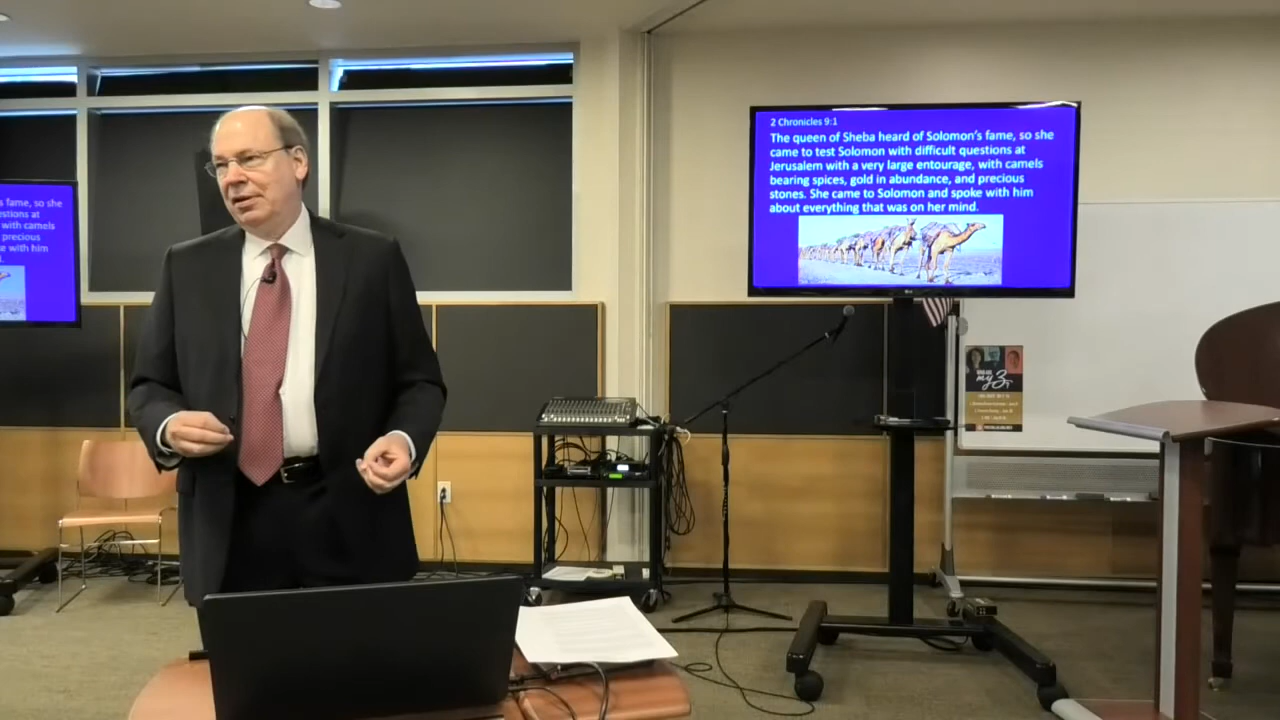 s fame, so she
estions at
with camels
precious
e with him
.
2 Chronicles 9:1
The queen of Sheba heard of Solomon's fame, so she
came to test Solomon with difficult questions at
Jerusalem with a very large entourage, with camels
bearing spices, gold in abundance, and precious
stones. She came to Solomon and spoke with him
about everything that was on her mind.
LG
my 3